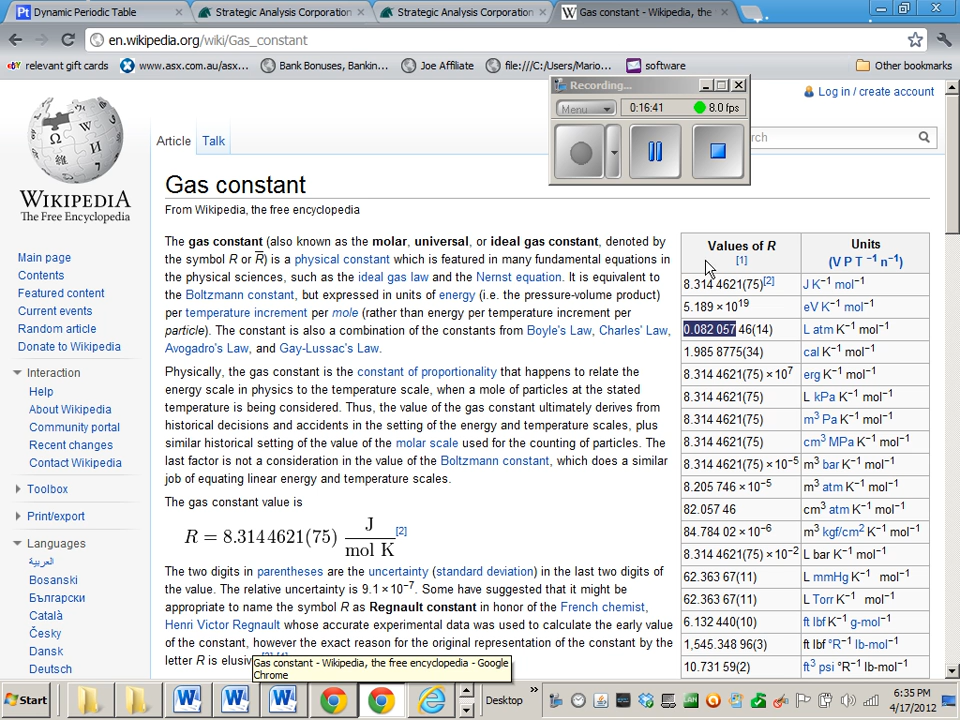 Dynamic Periodic Table
Strategic Analysis Corporation
Strategic Analysis Corporation
Gas constant - Wikipedia, the
en.wikipedia.org/wiki/Gas_constant
relevant gift cards
www.asx.com.au/asx...
Bank Bonuses, Bankin...
Joe Affiliate
file:///C:/Users/Mario...
software
Other bookmarks
Recording...
Menu
0:16:41
8.0 fps
Log in / create account
Article
Talk
rch
WIKIPEDIA
The Free Encyclopedia
Main page
Contents
Featured content
Current events
Random article
Donate to Wikipedia
Interaction
Help
About Wikipedia
Community portal
Recent changes
Contact Wikipedia
Toolbox
Print/export
Languages
العربية
Bosanski
Български
Català
Česky
Dansk
Deutsch
Gas constant
From Wikipedia, the free encyclopedia
The gas constant (also known as the molar, universal, or ideal gas constant, denoted by
the symbol R or R̅) is a physical constant which is featured in many fundamental equations in
the physical sciences, such as the ideal gas law and the Nernst equation. It is equivalent to
the Boltzmann constant, but expressed in units of energy (i.e. the pressure-volume product)
per temperature increment per mole (rather than energy per temperature increment per
particle). The constant is also a combination of the constants from Boyle's Law, Charles' Law,
Avogadro's Law, and Gay-Lussac's Law.
Physically, the gas constant is the constant of proportionality that happens to relate the
energy scale in physics to the temperature scale, when a mole of particles at the stated
temperature is being considered. Thus, the value of the gas constant ultimately derives from
historical decisions and accidents in the setting of the energy and temperature scales, plus
similar historical setting of the value of the molar scale used for the counting of particles. The
last factor is not a consideration in the value of the Boltzmann constant, which does a similar
job of equating linear energy and temperature scales.
The gas constant value is
R = 8.3144621(75) J/mol K [2]
The two digits in parentheses are the uncertainty (standard deviation) in the last two digits of
the value. The relative uncertainty is 9.1 × 10⁻⁷. Some have suggested that it might be
appropriate to name the symbol R as Regnault constant in honor of the French chemist,
Henri Victor Regnault whose accurate experimental data was used to calculate the early value
of the constant, however the exact reason for the original representation of the constant by the
letter R is elusiv
Values of R [1] Units (V P T ⁻¹ n⁻¹)
8.314 4621(75)[2] J K⁻¹ mol⁻¹
5.189 × 10¹⁹ eV K⁻¹ mol⁻¹
0.082 057 46(14) L atm K⁻¹ mol⁻¹
1.985 8775(34) cal K⁻¹ mol⁻¹
8.314 4621(75) × 10⁷ erg K⁻¹ mol⁻¹
8.314 4621(75) L kPa K⁻¹ mol⁻¹
8.314 4621(75) m³ Pa K⁻¹ mol⁻¹
8.314 4621(75) cm³ MPa K⁻¹ mol⁻¹
8.314 4621(75) × 10⁻⁵ m³ bar K⁻¹ mol⁻¹
8.205 746 × 10⁻⁵ m³ atm K⁻¹ mol⁻¹
82.057 46 cm³ atm K⁻¹ mol⁻¹
84.784 02 × 10⁻⁶ m³ kgf/cm² K⁻¹ mol⁻¹
8.314 4621(75) × 10⁻² L bar K⁻¹ mol⁻¹
62.363 67(11) L mmHg K⁻¹ mol⁻¹
62.363 67(11) L Torr K⁻¹ mol⁻¹
6.132 440(10) ft lbf K⁻¹ g-mol⁻¹
1,545.348 96(3) ft lbf °R⁻¹ lb-mol⁻¹
10.731 59(2) ft³ psi °R⁻¹ lb-mol⁻¹
Gas constant - Wikipedia, the free encyclopedia - Google
Chrome
Start
Desktop
6:35 PM
4/17/2012